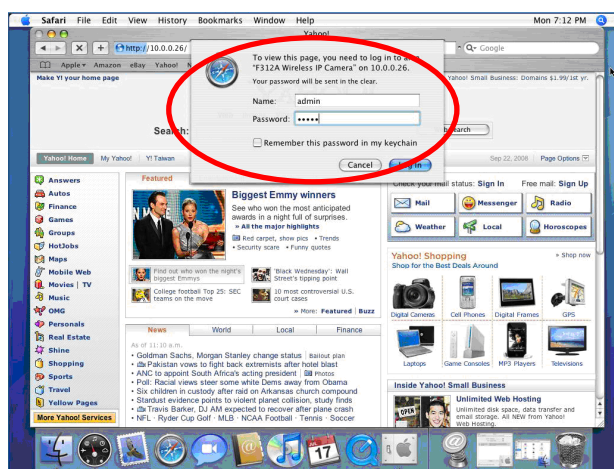 Safari File Edit View History Bookmarks Window Help Mon 7:12 PM
Yahoo!
http://10.0.0.26/
Google
Apple Amazon eBay Yahoo!
Make Y! your home page
Yahoo! Small Business: Domains $1.99/1st yr.
To view this page, you need to log in to
"F312A Wireless IP Camera" on 10.0.0.26.
Your password will be sent in the clear.
Name: admin
Password: •••••
Remember this password in my keychain
Cancel Log In
Search:
Yahoo! Home My Yahoo! Y! Taiwan
Sep 22, 2008 Page Options
Answers
Autos
Finance
Games
Groups
HotJobs
Maps
Mobile Web
Movies | TV
Music
OMG
Personals
Real Estate
Shine
Shopping
Sports
Travel
Yellow Pages
More Yahoo! Services
Featured
Biggest Emmy winners
See who won the most anticipated
awards in a night full of surprises.
» All the major highlights
Red carpet, show pics • Trends
• Security scare • Funny quotes
Find out who won the night's
biggest Emmys
'Black Wednesday': Wall
Street's tipping point
College football Top 25: SEC
teams on the move
10 most controversial U.S.
court cases
» More: Featured | Buzz
News World Local Finance
As of 11:10 a.m.
• Goldman Sachs, Morgan Stanley change status | Bailout plan
• Pakistan vows to fight back extremists after hotel blast
• ANC to appoint South Africa's acting president | Photos
• Poll: Racial views steer some white Dems away from Obama
• Six children in custody after raid on Arkansas church compound
• Stardust evidence points to violent planet collision, study finds
• Travis Barker, DJ AM expected to recover after plane crash
• NFL · Ryder Cup · Golf · MLB · NCAA Football · Tennis · Soccer
Check your mail status: Sign In Free mail: Sign Up
Mail Messenger Radio
Weather Local Horoscopes
Yahoo! Shopping » Shop now
Shop for the Best Deals Around
Digital Cameras Cell Phones Digital Frames GPS
Laptops Game Consoles MP3 Players Televisions
Inside Yahoo! Small Business
Unlimited Web Hosting
Unlimited disk space, data transfer and
email storage. All NEW from Yahoo!
Web Hosting.
OPEN
JUL
17